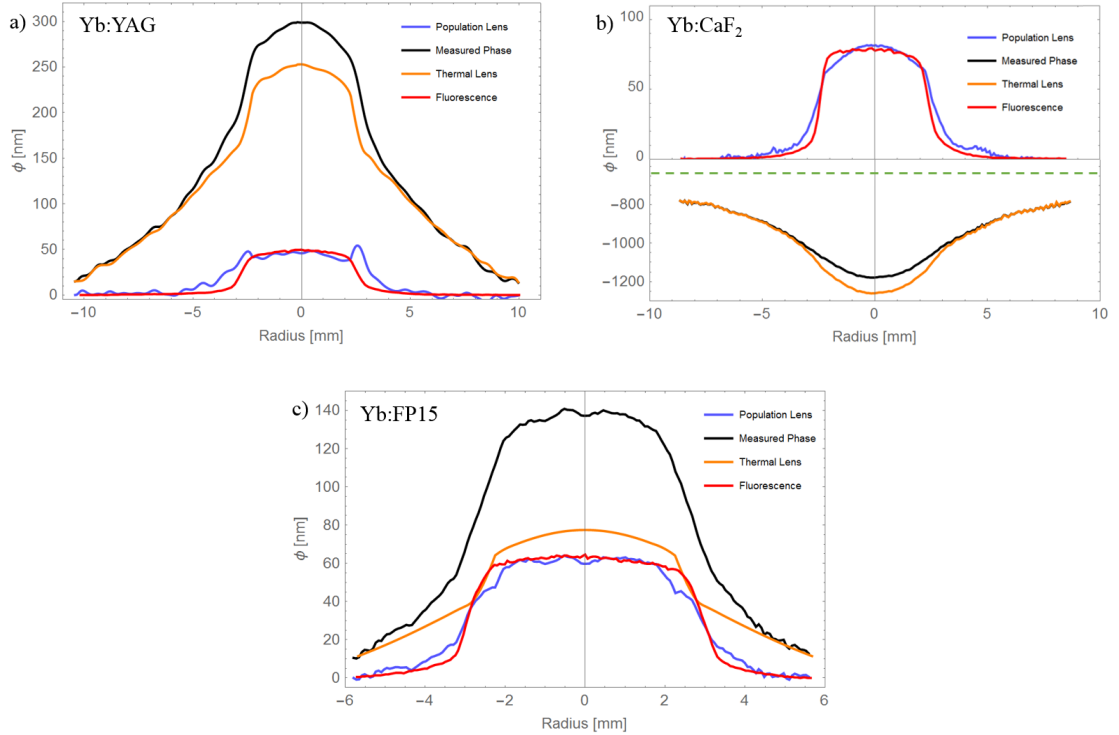 a) Yb:YAG
Population Lens
Measured Phase
Thermal Lens
Fluorescence
ϕ [nm]
300
250
200
150
100
50
0
−10 −5 0 5 10
Radius [mm]
b) Yb:CaF₂
Population Lens
Measured Phase
Thermal Lens
Fluorescence
ϕ [nm]
100
50
0
−800
−1000
−1200
−10 −5 0 5 10
Radius [mm]
c) Yb:FP15
Population Lens
Measured Phase
Thermal Lens
Fluorescence
ϕ [nm]
140
120
100
80
60
40
20
0
−6 −4 −2 0 2 4 6
Radius [mm]